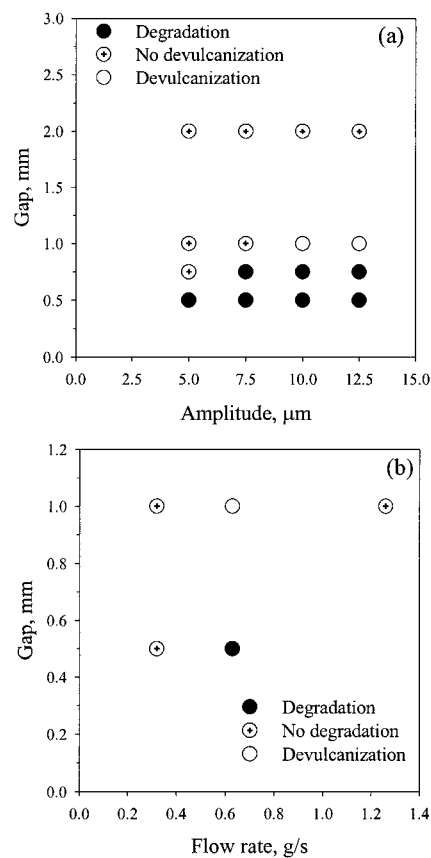 3.0
(a)
Degradation
No devulcanization
Devulcanization
2.5
2.0
1.5
1.0
0.5
0.0
Gap, mm
0.0 2.5 5.0 7.5 10.0 12.5 15.0
Amplitude, μm
1.2
(b)
1.0
0.8
0.6
0.4
0.2
0.0
Gap, mm
Degradation
No degradation
Devulcanization
0.0 0.2 0.4 0.6 0.8 1.0 1.2 1.4
Flow rate, g/s